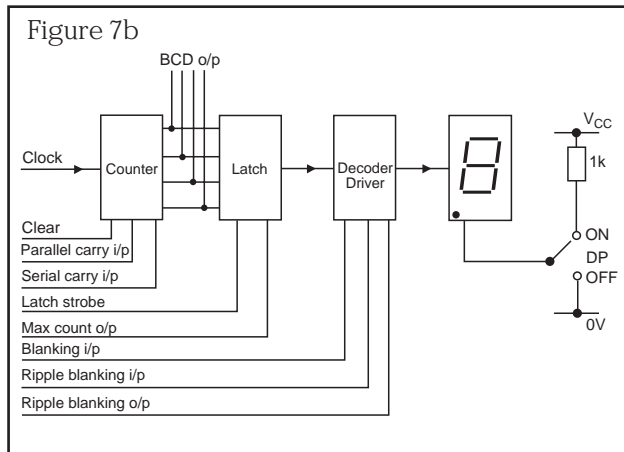 Figure 7b
BCD o/p
Clock
Counter
Latch
Decoder
Driver
VCC
1k
ON
DP
OFF
0V
Clear
Parallel carry i/p
Serial carry i/p
Latch strobe
Max count o/p
Blanking i/p
Ripple blanking i/p
Ripple blanking o/p